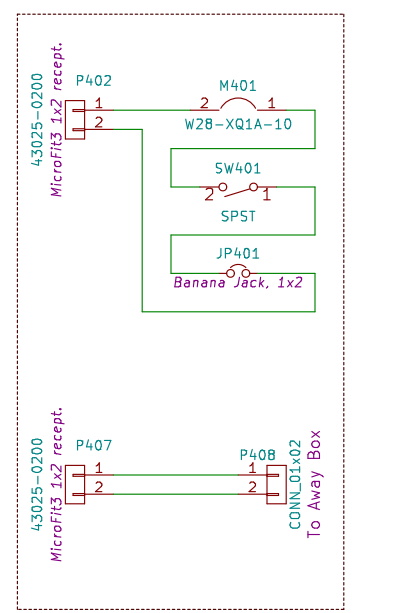 P402
43025-0200
MicroFit3 1x2 recept.
1
2
M401
2
1
W28-XQ1A-10
SW401
2
1
SPST
JP401
Banana Jack, 1x2
P407
43025-0200
MicroFit3 1x2 recept.
1
2
P408
1
2
CONN_01x02
To Away Box